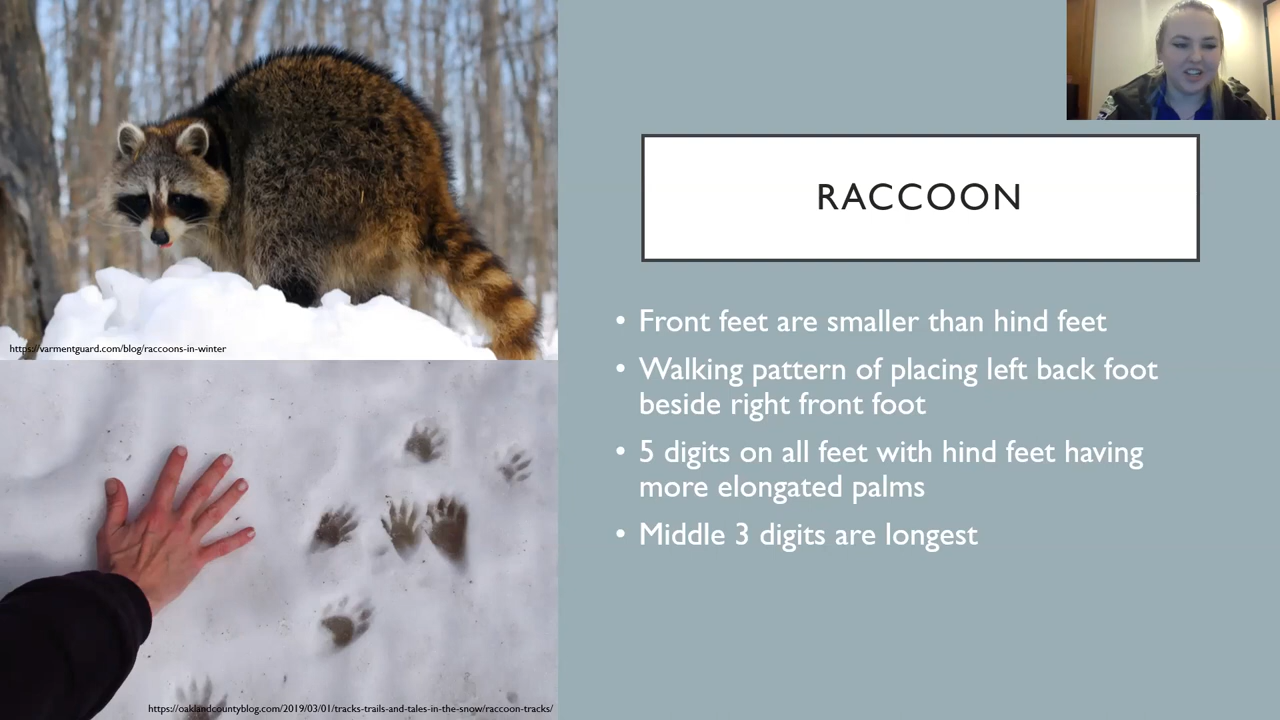 RACCOON
• Front feet are smaller than hind feet
• Walking pattern of placing left back foot
beside right front foot
• 5 digits on all feet with hind feet having
more elongated palms
• Middle 3 digits are longest
https://varmentguard.com/blog/raccoons-in-winter
https://oaklandcountyblog.com/2019/03/01/tracks-trails-and-tales-in-the-snow/raccoon-tracks/